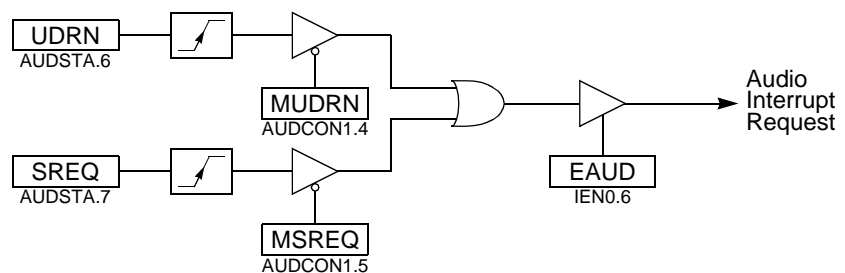 UDRN
AUDSTA.6
MUDRN
AUDCON1.4
SREQ
AUDSTA.7
MSREQ
AUDCON1.5
EAUD
IEN0.6
Audio
Interrupt
Request